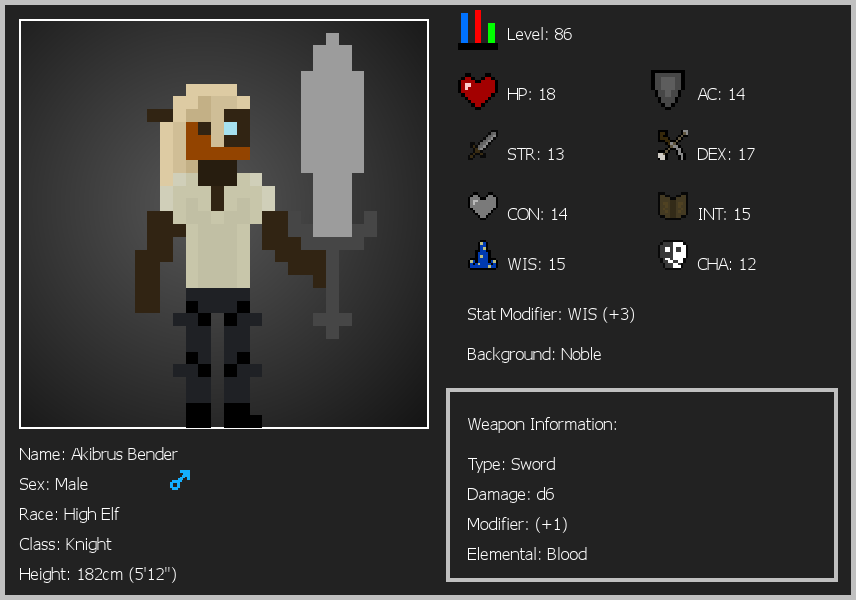 Level: 86
HP: 18
AC: 14
STR: 13
DEX: 17
CON: 14
INT: 15
WIS: 15
CHA: 12
Stat Modifier: WIS (+3)
Background: Noble
Weapon Information:
Type: Sword
Damage: d6
Modifier: (+1)
Elemental: Blood
Name: Akibrus Bender
Sex: Male
Race: High Elf
Class: Knight
Height: 182cm (5'12")